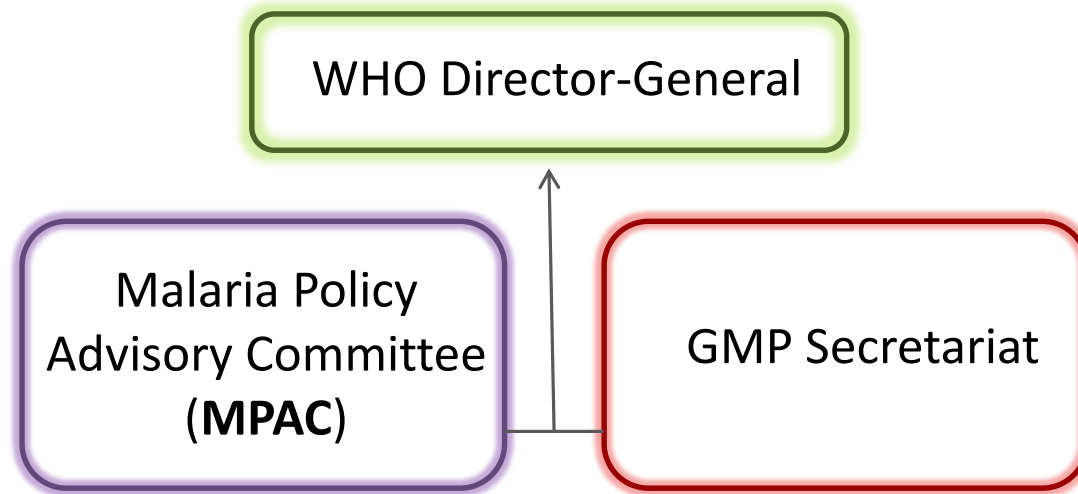 WHO Director-General
Malaria Policy
Advisory Committee
(MPAC)
GMP Secretariat